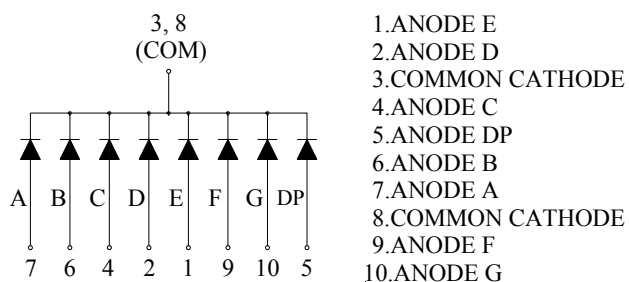 3, 8
(COM)
A B C D E F G DP
7 6 4 2 1 9 10 5
1.ANODE E
2.ANODE D
3.COMMON CATHODE
4.ANODE C
5.ANODE DP
6.ANODE B
7.ANODE A
8.COMMON CATHODE
9.ANODE F
10.ANODE G